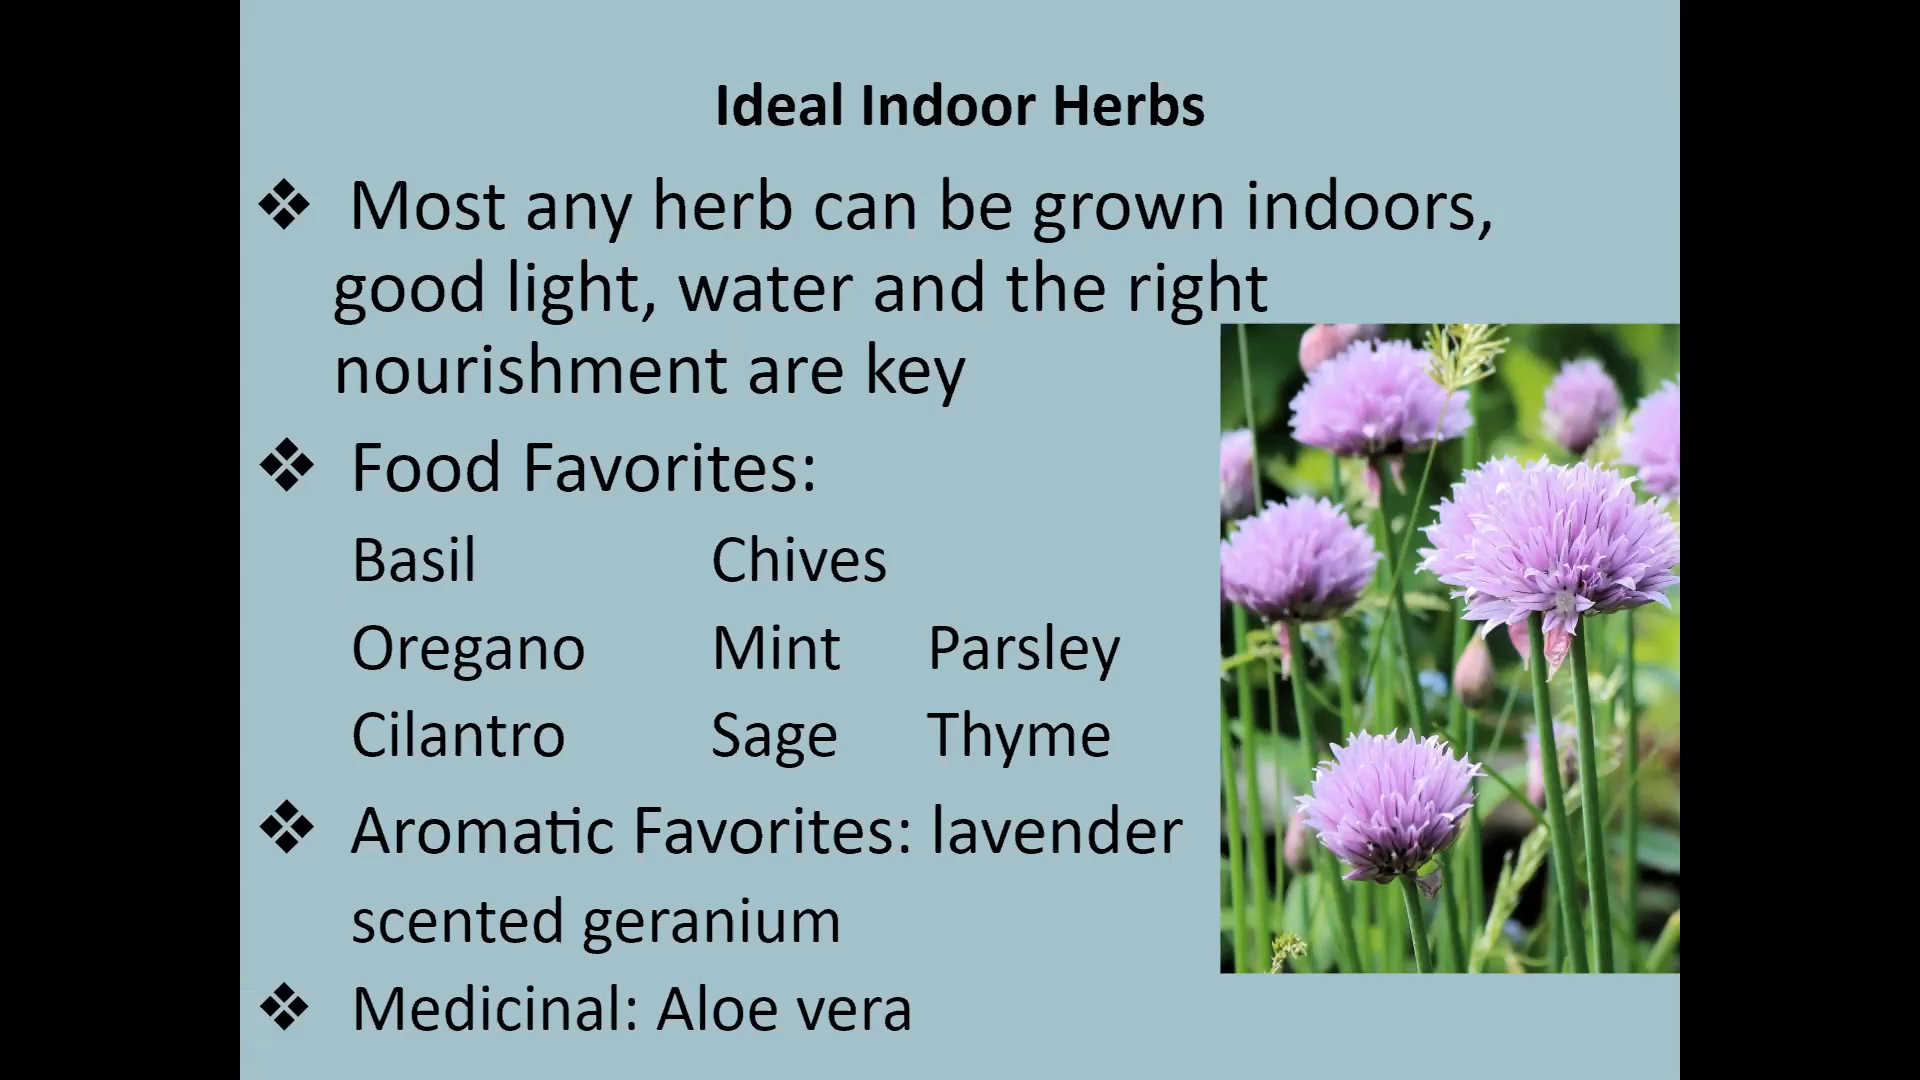 Ideal Indoor Herbs
❖ Most any herb can be grown indoors,
good light, water and the right
nourishment are key
❖ Food Favorites:
Basil Chives
Oregano Mint Parsley
Cilantro Sage Thyme
❖ Aromatic Favorites: lavender
scented geranium
❖ Medicinal: Aloe vera